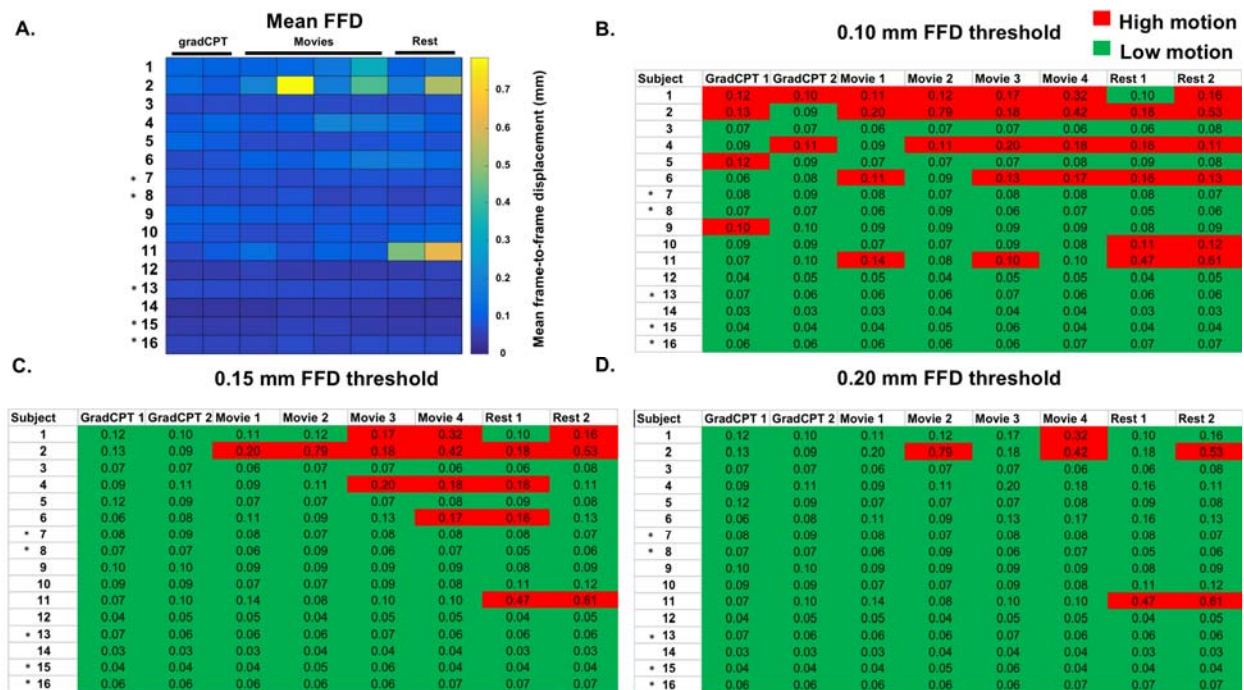 A.
Mean FFD
gradCPT Movies Rest
1
2
3
4
5
6
* 7
* 8
9
10
11
12
* 13
14
* 15
* 16
0.7
0.6
0.5
0.4
0.3
0.2
0.1
0
Mean frame-to-frame displacement (mm)
B.
0.10 mm FFD threshold
High motion
Low motion
Subject GradCPT 1 GradCPT 2 Movie 1 Movie 2 Movie 3 Movie 4 Rest 1 Rest 2
1 0.12 0.10 0.11 0.12 0.17 0.32 0.10 0.16
2 0.13 0.09 0.20 0.79 0.18 0.42 0.18 0.53
3 0.07 0.07 0.06 0.07 0.07 0.06 0.06 0.08
4 0.09 0.11 0.09 0.11 0.20 0.18 0.16 0.11
5 0.12 0.09 0.07 0.07 0.07 0.08 0.09 0.08
6 0.06 0.08 0.11 0.09 0.13 0.17 0.16 0.13
* 7 0.08 0.09 0.08 0.07 0.08 0.08 0.08 0.07
* 8 0.07 0.07 0.06 0.09 0.06 0.07 0.05 0.06
9 0.10 0.10 0.09 0.09 0.09 0.09 0.08 0.09
10 0.09 0.09 0.07 0.07 0.09 0.08 0.11 0.12
11 0.07 0.10 0.14 0.08 0.10 0.10 0.47 0.61
12 0.04 0.05 0.05 0.04 0.05 0.05 0.04 0.05
* 13 0.07 0.06 0.06 0.06 0.07 0.06 0.06 0.06
14 0.03 0.03 0.03 0.04 0.04 0.04 0.03 0.03
* 15 0.04 0.04 0.04 0.05 0.06 0.04 0.04 0.04
* 16 0.06 0.06 0.06 0.06 0.06 0.07 0.07 0.07
C.
0.15 mm FFD threshold
Subject GradCPT 1 GradCPT 2 Movie 1 Movie 2 Movie 3 Movie 4 Rest 1 Rest 2
1 0.12 0.10 0.11 0.12 0.17 0.32 0.10 0.16
2 0.13 0.09 0.20 0.79 0.18 0.42 0.18 0.53
3 0.07 0.07 0.06 0.07 0.07 0.06 0.06 0.08
4 0.09 0.11 0.09 0.11 0.20 0.18 0.16 0.11
5 0.12 0.09 0.07 0.07 0.07 0.08 0.09 0.08
6 0.06 0.08 0.11 0.09 0.13 0.17 0.16 0.13
* 7 0.08 0.09 0.08 0.07 0.08 0.08 0.08 0.07
* 8 0.07 0.07 0.06 0.09 0.06 0.07 0.05 0.06
9 0.10 0.10 0.09 0.09 0.09 0.09 0.08 0.09
10 0.09 0.09 0.07 0.07 0.09 0.08 0.11 0.12
11 0.07 0.10 0.14 0.08 0.10 0.10 0.47 0.61
12 0.04 0.05 0.05 0.04 0.05 0.05 0.04 0.05
* 13 0.07 0.06 0.06 0.06 0.07 0.06 0.06 0.06
14 0.03 0.03 0.03 0.04 0.04 0.04 0.03 0.03
* 15 0.04 0.04 0.04 0.05 0.06 0.04 0.04 0.04
* 16 0.06 0.06 0.06 0.06 0.06 0.07 0.07 0.07
D.
0.20 mm FFD threshold
Subject GradCPT 1 GradCPT 2 Movie 1 Movie 2 Movie 3 Movie 4 Rest 1 Rest 2
1 0.12 0.10 0.11 0.12 0.17 0.32 0.10 0.16
2 0.13 0.09 0.20 0.79 0.18 0.42 0.18 0.53
3 0.07 0.07 0.06 0.07 0.07 0.06 0.06 0.08
4 0.09 0.11 0.09 0.11 0.20 0.18 0.16 0.11
5 0.12 0.09 0.07 0.07 0.07 0.08 0.09 0.08
6 0.06 0.08 0.11 0.09 0.13 0.17 0.16 0.13
* 7 0.08 0.09 0.08 0.07 0.08 0.08 0.08 0.07
* 8 0.07 0.07 0.06 0.09 0.06 0.07 0.05 0.06
9 0.10 0.10 0.09 0.09 0.09 0.09 0.08 0.09
10 0.09 0.09 0.07 0.07 0.09 0.08 0.11 0.12
11 0.07 0.10 0.14 0.08 0.10 0.10 0.47 0.61
12 0.04 0.05 0.05 0.04 0.05 0.05 0.04 0.05
* 13 0.07 0.06 0.06 0.06 0.07 0.06 0.06 0.06
14 0.03 0.03 0.03 0.04 0.04 0.04 0.03 0.03
* 15 0.04 0.04 0.04 0.05 0.06 0.04 0.04 0.04
* 16 0.06 0.06 0.06 0.06 0.06 0.07 0.07 0.07